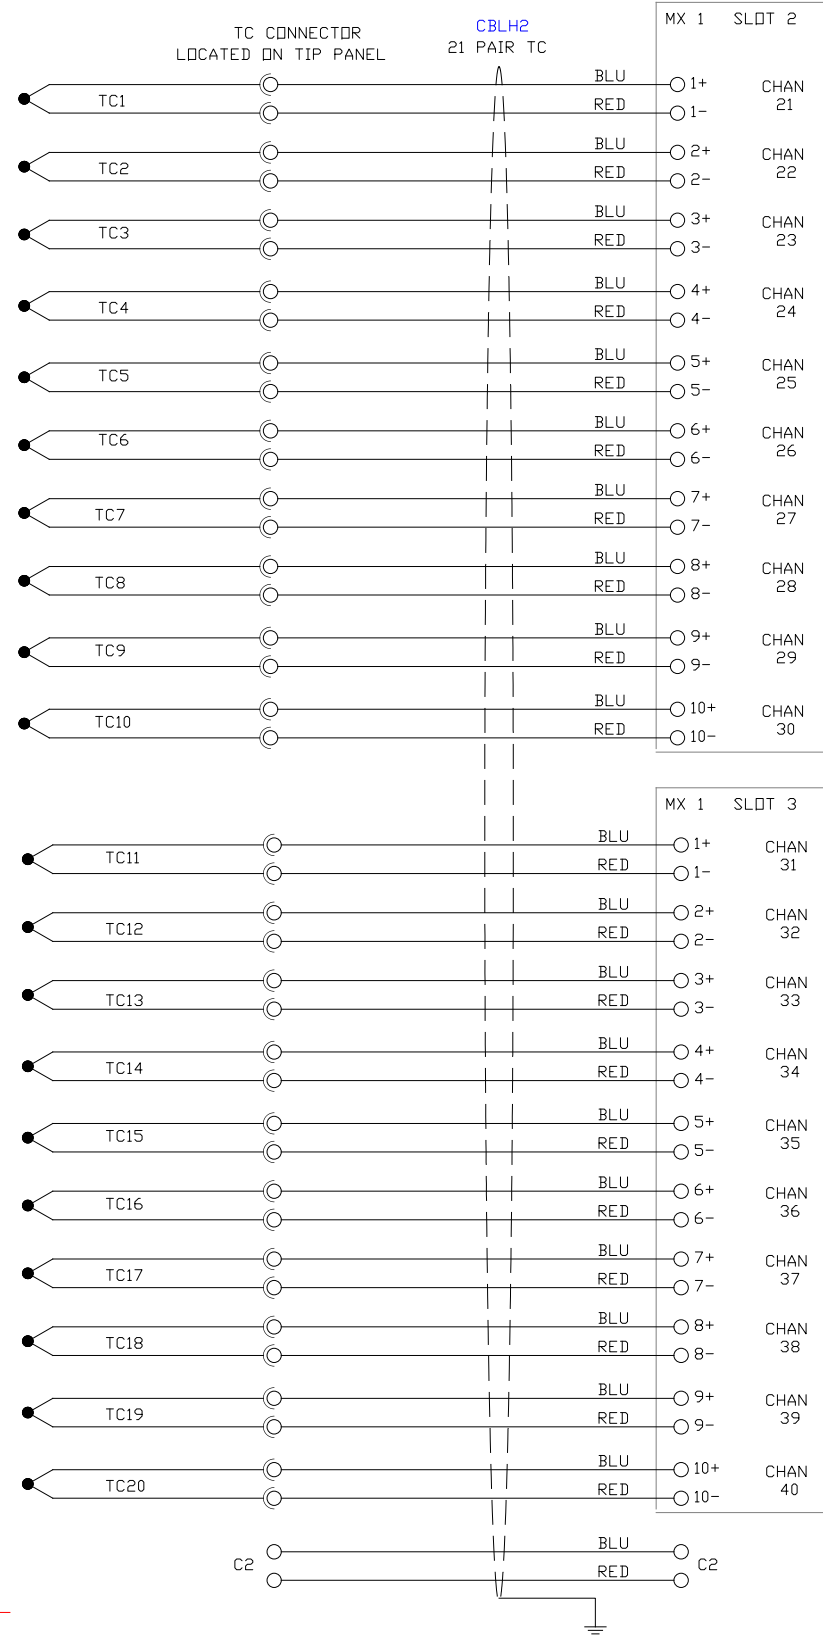 TC CONNECTOR
LOCATED ON TIP PANEL
CBLH2
21 PAIR TC
MX 1 SLOT 2
TC1
BLU
RED
1+
1-
CHAN
21
TC2
BLU
RED
2+
2-
CHAN
22
TC3
BLU
RED
3+
3-
CHAN
23
TC4
BLU
RED
4+
4-
CHAN
24
TC5
BLU
RED
5+
5-
CHAN
25
TC6
BLU
RED
6+
6-
CHAN
26
TC7
BLU
RED
7+
7-
CHAN
27
TC8
BLU
RED
8+
8-
CHAN
28
TC9
BLU
RED
9+
9-
CHAN
29
TC10
BLU
RED
10+
10-
CHAN
30
MX 1 SLOT 3
TC11
BLU
RED
1+
1-
CHAN
31
TC12
BLU
RED
2+
2-
CHAN
32
TC13
BLU
RED
3+
3-
CHAN
33
TC14
BLU
RED
4+
4-
CHAN
34
TC15
BLU
RED
5+
5-
CHAN
35
TC16
BLU
RED
6+
6-
CHAN
36
TC17
BLU
RED
7+
7-
CHAN
37
TC18
BLU
RED
8+
8-
CHAN
38
TC19
BLU
RED
9+
9-
CHAN
39
TC20
BLU
RED
10+
10-
CHAN
40
C2
BLU
RED
C2